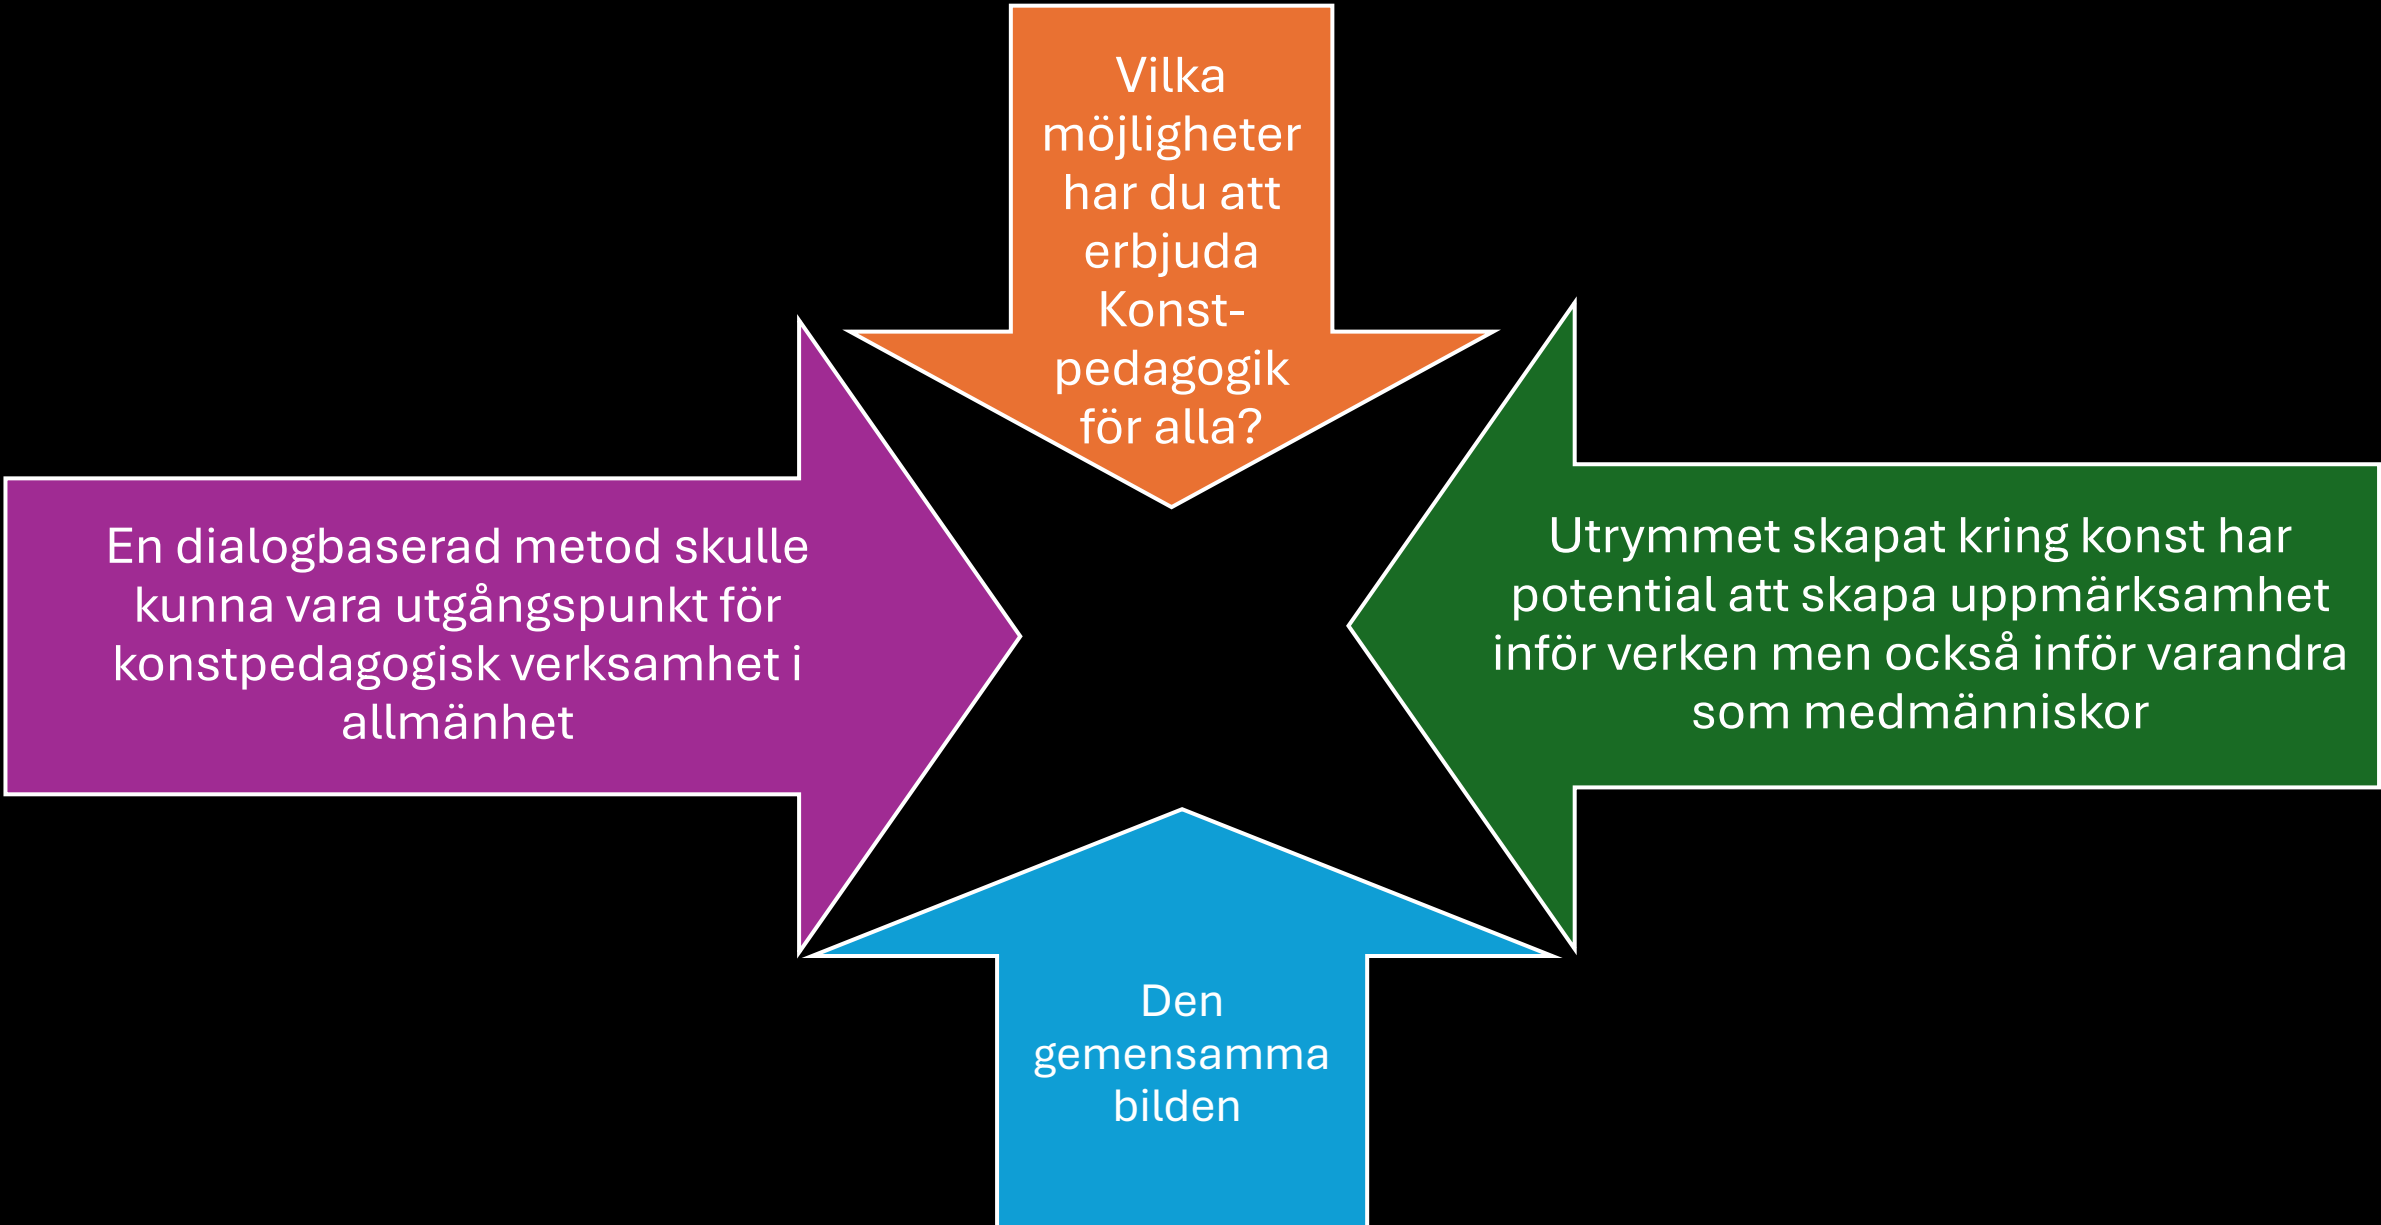 Vilka
möjligheter
har du att
erbjuda
Konst-
pedagogik
för alla?
En dialogbaserad metod skulle
kunna vara utgångspunkt för
konstpedagogisk verksamhet i
allmänhet
Utrymmet skapat kring konst har
potential att skapa uppmärksamhet
inför verken men också inför varandra
som medmänniskor
Den
gemensamma
bilden